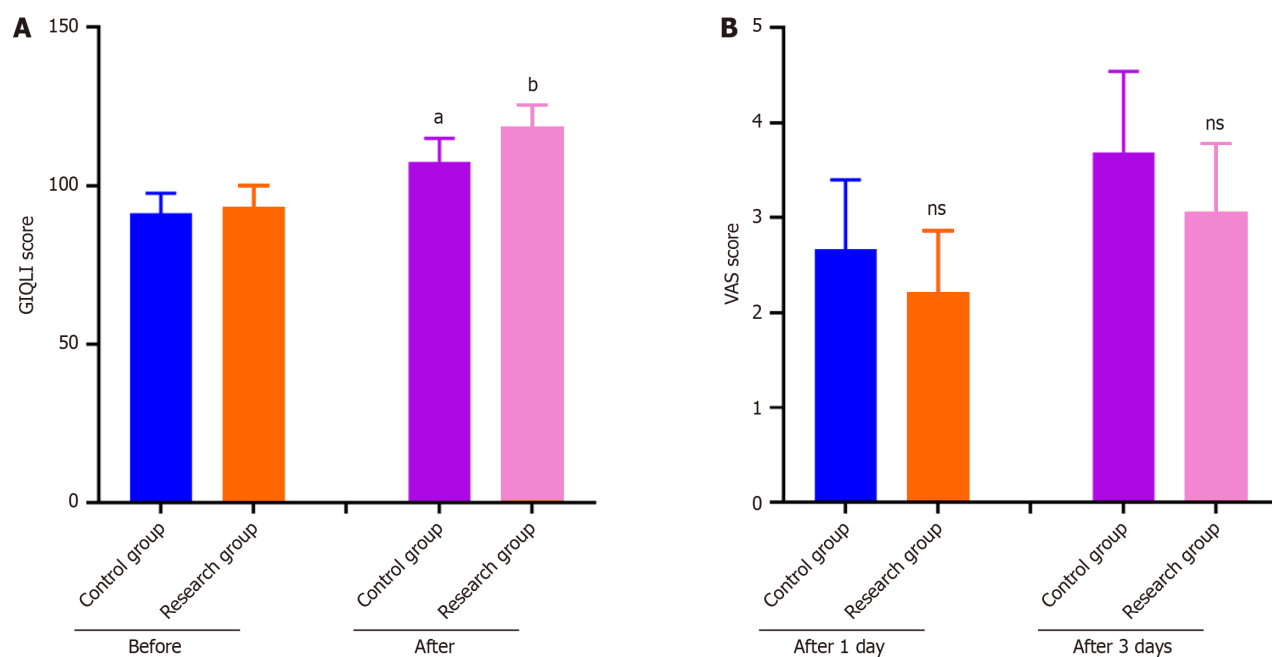 A
150
100
50
0
GIQLI score
a
b
Control group
Research group
Control group
Research group
Before
After
B
5
4
3
2
1
0
VAS score
ns
ns
Control group
Research group
Control group
Research group
After 1 day
After 3 days